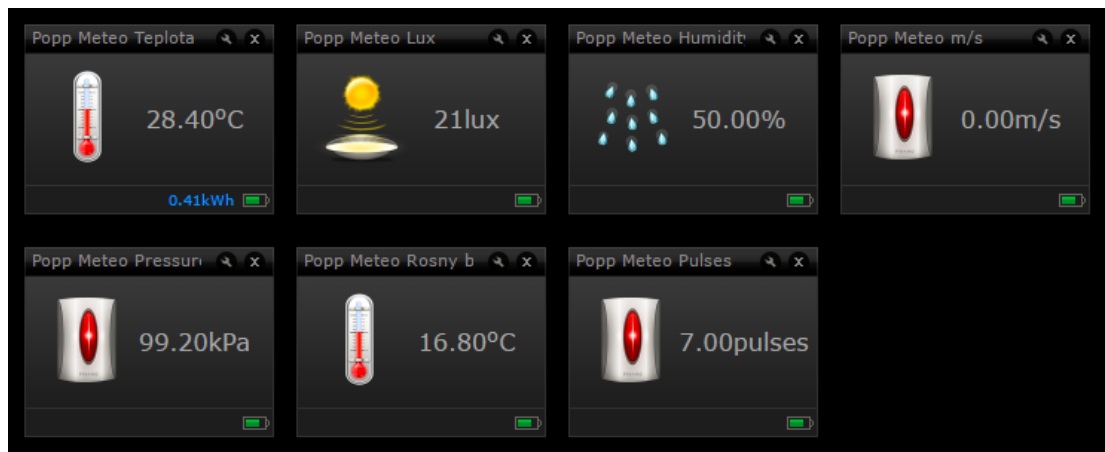 Popp Meteo Teplota
28.40°C
0.41kWh
Popp Meteo Lux
21lux
Popp Meteo Humidit
50.00%
Popp Meteo m/s
0.00m/s
Popp Meteo Pressur
99.20kPa
Popp Meteo Rosny b
16.80°C
Popp Meteo Pulses
7.00pulses